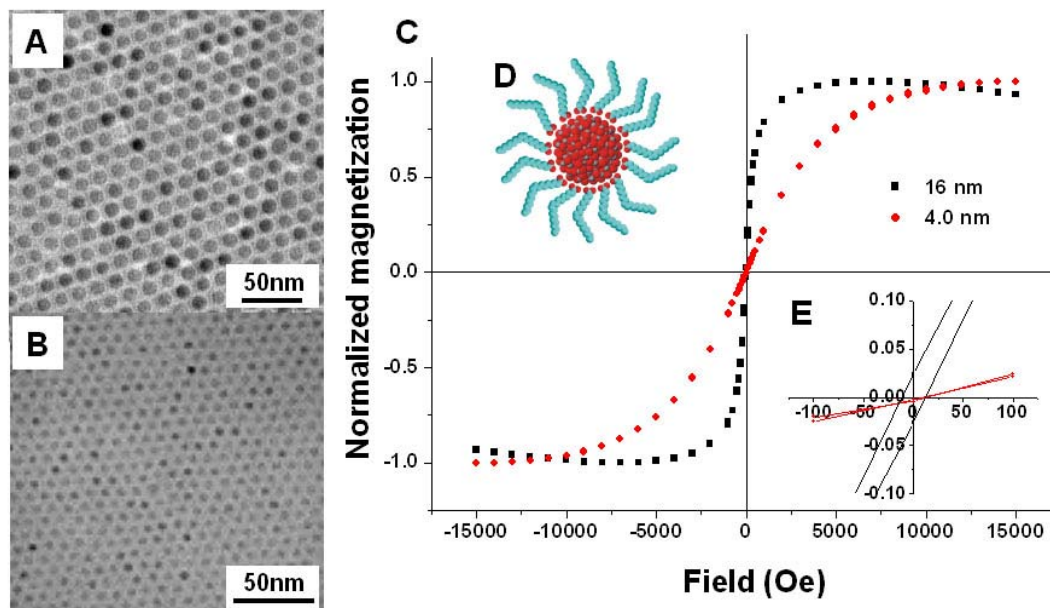 A
50nm
B
50nm
C
D
Normalized magnetization
1.0
0.5
0.0
-0.5
-1.0
16 nm
4.0 nm
E
0.10
0.05
0.00
-0.05
-0.10
-100 -50 0 50 100
-15000 -10000 -5000 0 5000 10000 15000
Field (Oe)